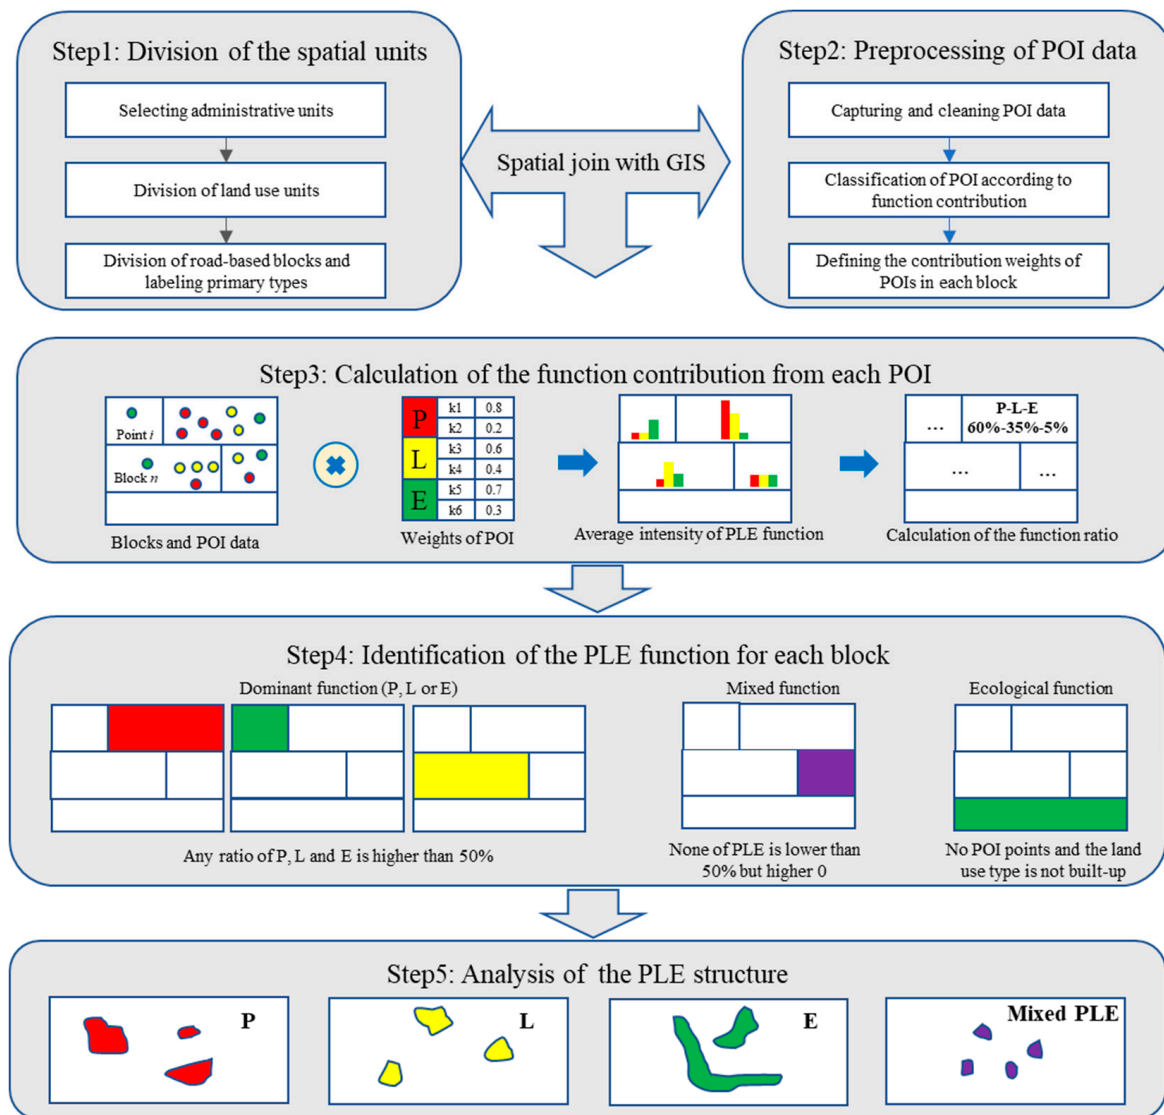 Step1: Division of the spatial units
Selecting administrative units
Division of land use units
Division of road-based blocks and
labeling primary types
Spatial join with GIS
Step2: Preprocessing of POI data
Capturing and cleaning POI data
Classification of POI according to
function contribution
Defining the contribution weights of
POIs in each block
Step3: Calculation of the function contribution from each POI
Point i
Block n
Blocks and POI data
P
L
E
k1 0.8
k2 0.2
k3 0.6
k4 0.4
k5 0.7
k6 0.3
Weights of POI
Average intensity of PLE function
...
P-L-E
60%-35%-5%
...
...
Calculation of the function ratio
Step4: Identification of the PLE function for each block
Dominant function (P, L or E)
Any ratio of P, L and E is higher than 50%
Mixed function
None of PLE is lower than
50% but higher 0
Ecological function
No POI points and the land
use type is not built-up
Step5: Analysis of the PLE structure
P
L
E
Mixed PLE